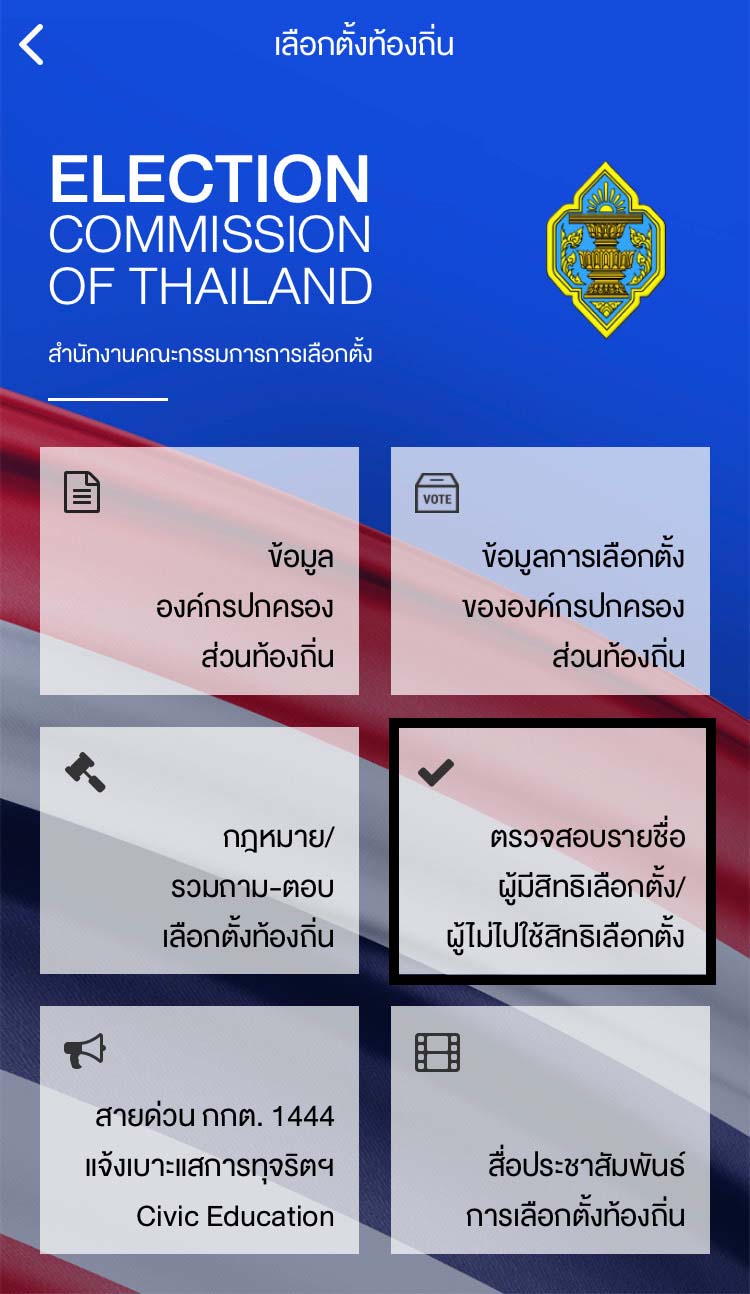 เลือกตั้งท้องถิ่น
ELECTION
COMMISSION
OF THAILAND
สำนักงานคณะกรรมการการเลือกตั้ง
ข้อมูล
องค์กรปกครอง
ส่วนท้องถิ่น
VOTE
ข้อมูลการเลือกตั้ง
ขององค์กรปกครอง
ส่วนท้องถิ่น
กฎหมาย/
รวมถาม-ตอบ
เลือกตั้งท้องถิ่น
ตรวจสอบรายชื่อ
ผู้มีสิทธิเลือกตั้ง/
ผู้ไม่ไปใช้สิทธิเลือกตั้ง
สายด่วน กกต. 1444
แจ้งเบาะแสการทุจริตฯ
Civic Education
สื่อประชาสัมพันธ์
การเลือกตั้งท้องถิ่น